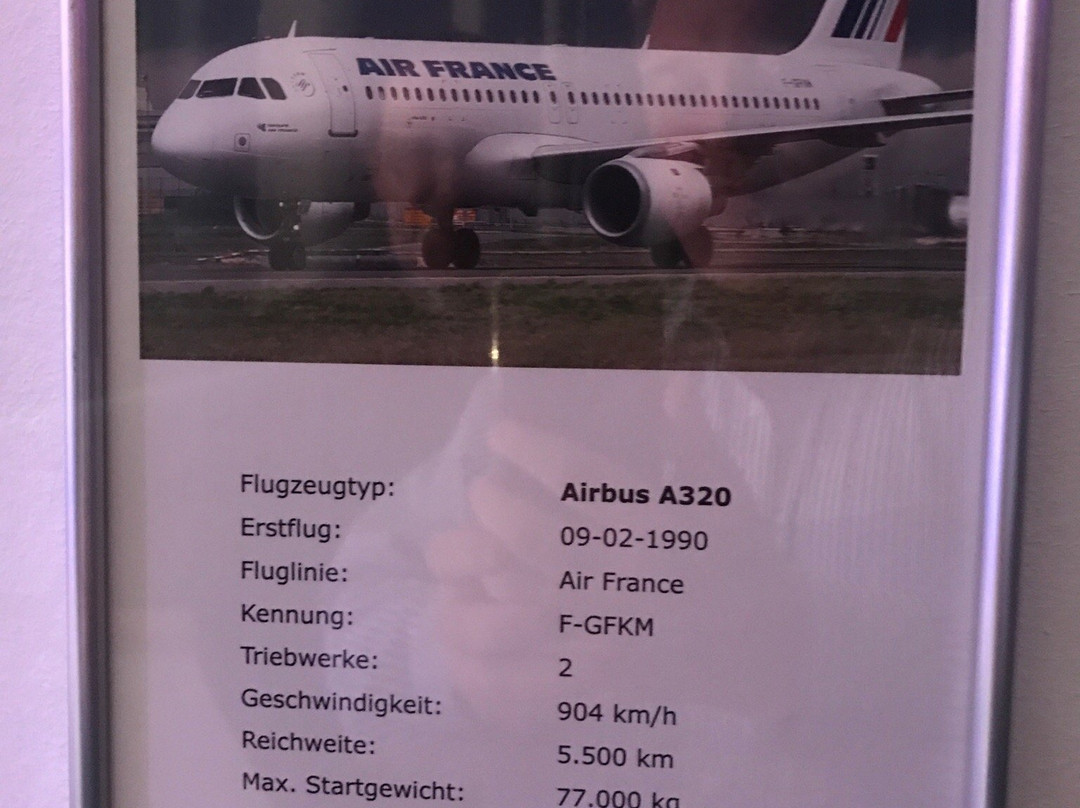 AIR FRANCE
F-GFKM
Flugzeugtyp: Airbus A320
Erstflug: 09-02-1990
Fluglinie: Air France
Kennung: F-GFKM
Triebwerke: 2
Geschwindigkeit: 904 km/h
Reichweite: 5.500 km
Max. Startgewicht: 77.000 kg